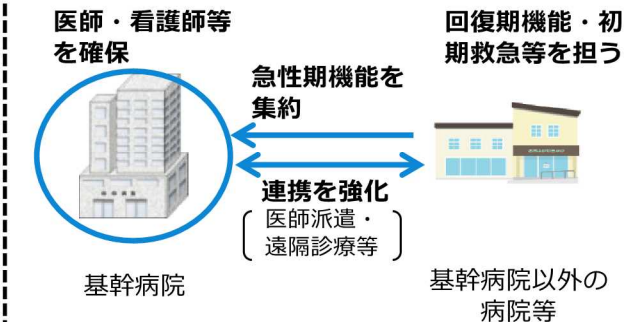 医師・看護師等
を確保
回復期機能・初
期救急等を担う
急性期機能を
集約
連携を強化
医師派遣・
遠隔診療等
基幹病院
基幹病院以外の
病院等